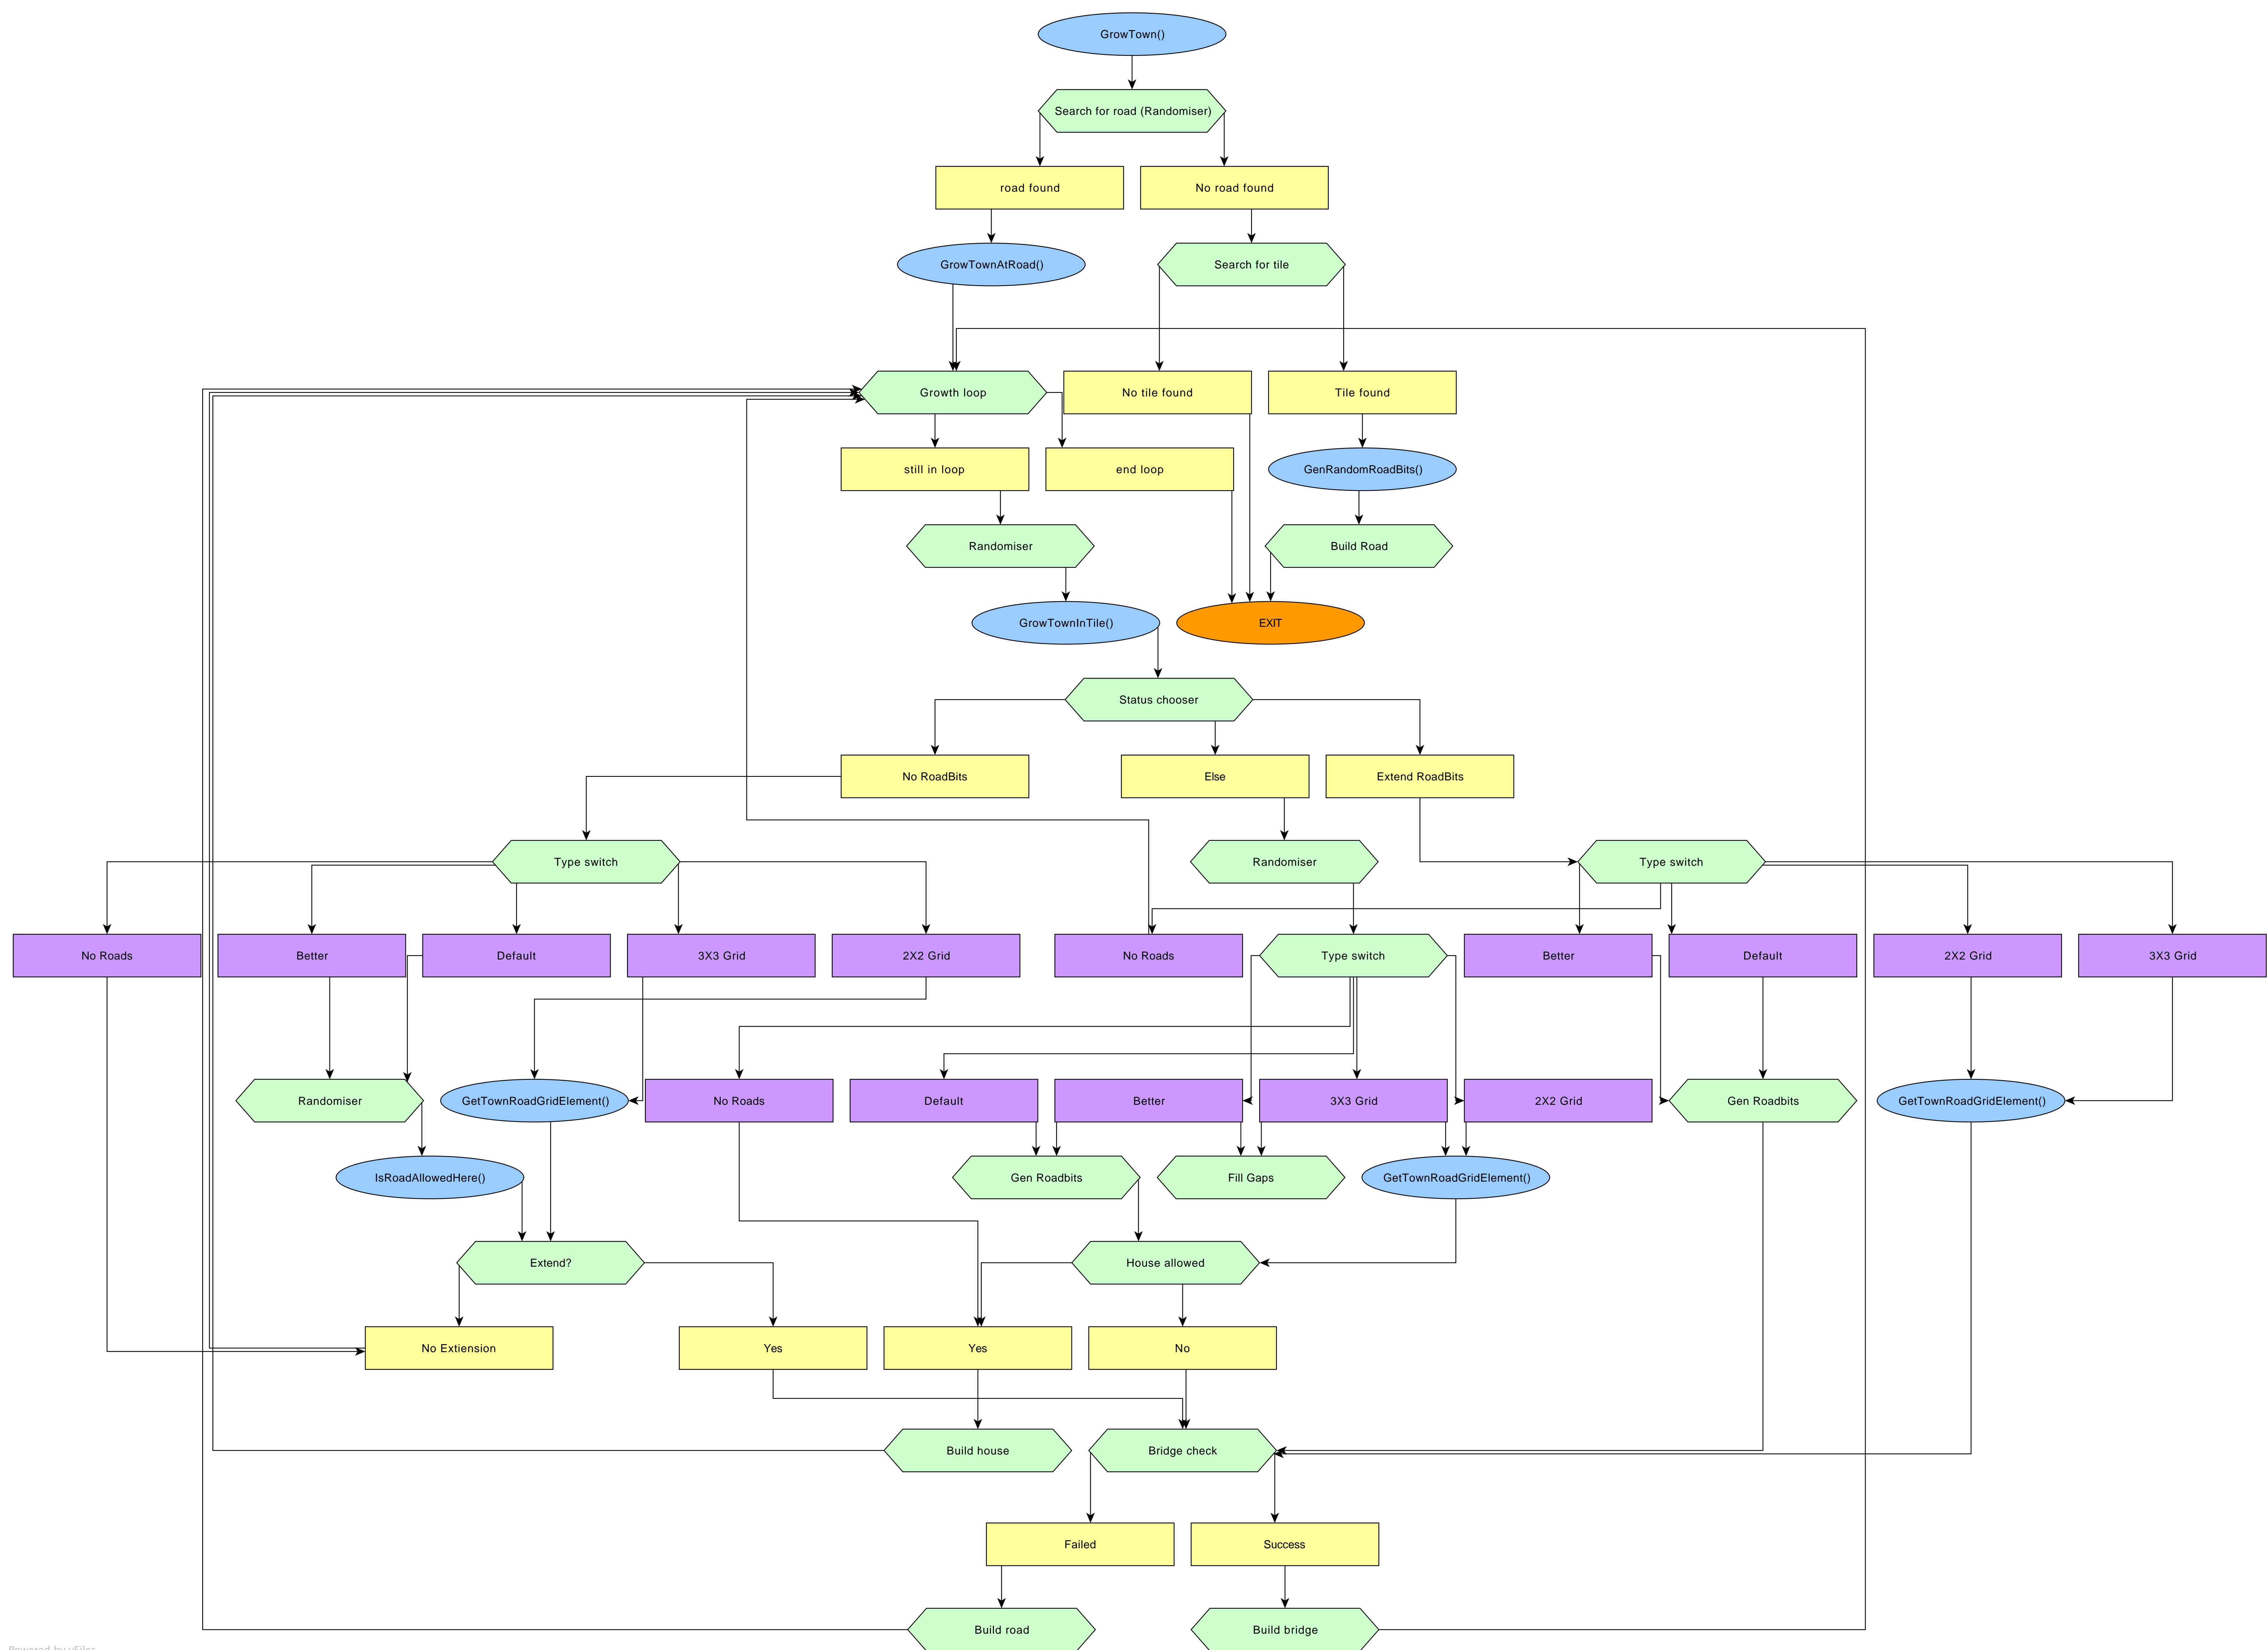 GrowTown()
Search for road (Randomiser)
road found
No road found
GrowTownAtRoad()
Search for tile
Growth loop
No tile found
Tile found
still in loop
end loop
GenRandomRoadBits()
Randomiser
Build Road
GrowTownInTile()
EXIT
Status chooser
No RoadBits
Else
Extend RoadBits
Type switch
Randomiser
Type switch
No Roads
Better
Default
3X3 Grid
2X2 Grid
No Roads
Type switch
Better
Default
2X2 Grid
3X3 Grid
Randomiser
GetTownRoadGridElement()
No Roads
Default
Better
3X3 Grid
2X2 Grid
Gen Roadbits
GetTownRoadGridElement()
IsRoadAllowedHere()
Gen Roadbits
Fill Gaps
GetTownRoadGridElement()
Extend?
House allowed
No Extiension
Yes
Yes
No
Build house
Bridge check
Failed
Success
Build road
Build bridge
Powered by yFiles